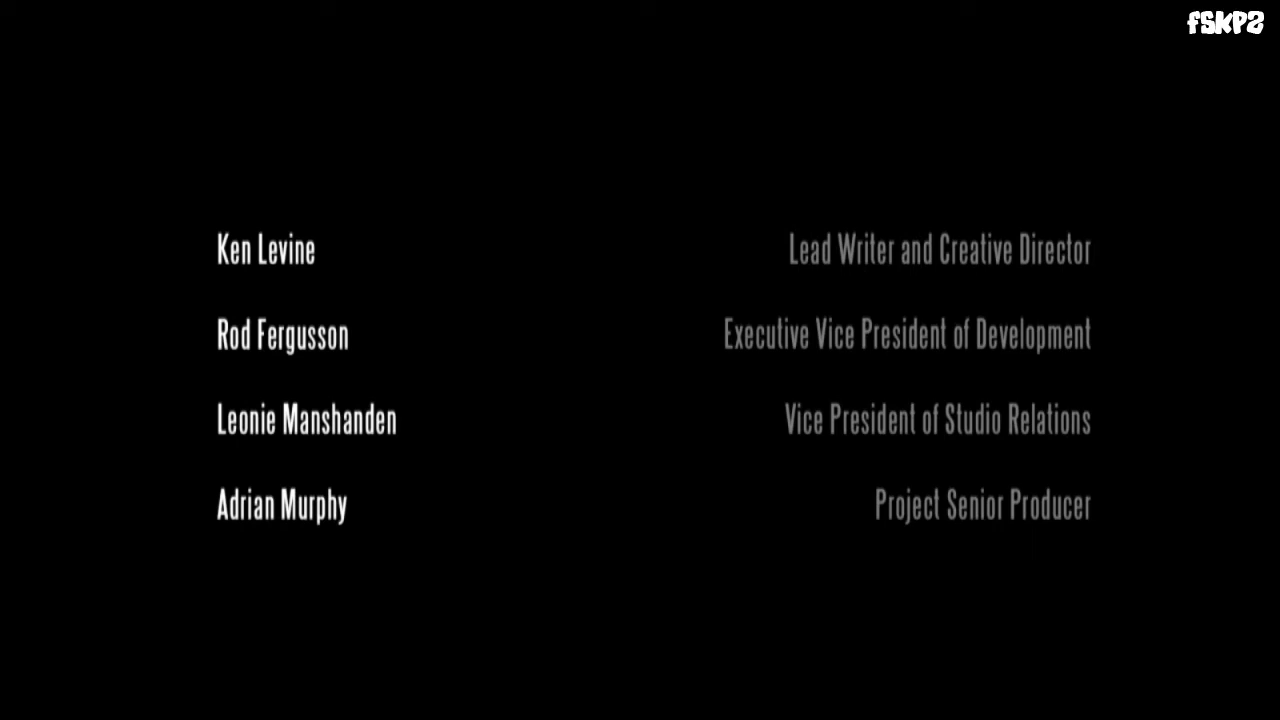 fSKPZ
Ken Levine Lead Writer and Creative Director
Rod Fergusson Executive Vice President of Development
Leonie Manshanden Vice President of Studio Relations
Adrian Murphy Project Senior Producer